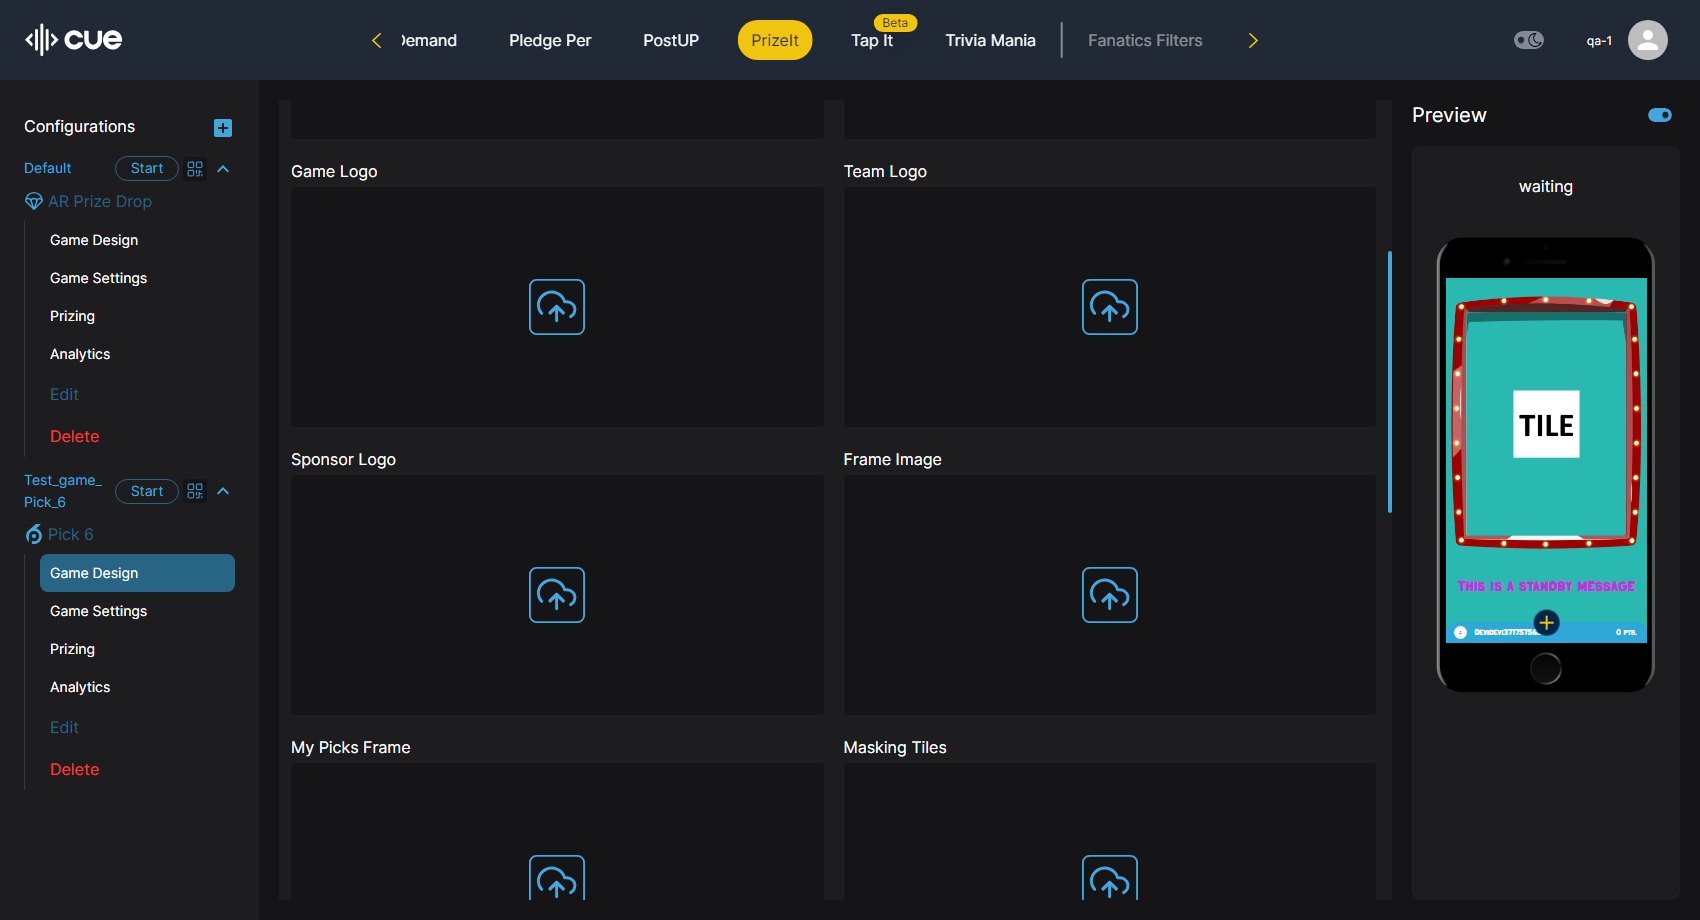 cue
Demand
Pledge Per
PostUP
PrizeIt
Beta
Tap It
Trivia Mania
Fanatics Filters
qa-1
Configurations
Default
Start
AR Prize Drop
Game Design
Game Settings
Prizing
Analytics
Edit
Delete
Test_game_
Pick_6
Start
Pick 6
Game Design
Game Settings
Prizing
Analytics
Edit
Delete
Game Logo
Team Logo
Sponsor Logo
Frame Image
My Picks Frame
Masking Tiles
Preview
waiting
TILE
This is a standby message
0 pts.